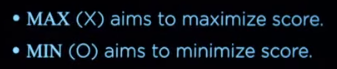 • MAX (X) aims to maximize score.
• MIN (O) aims to minimize score.